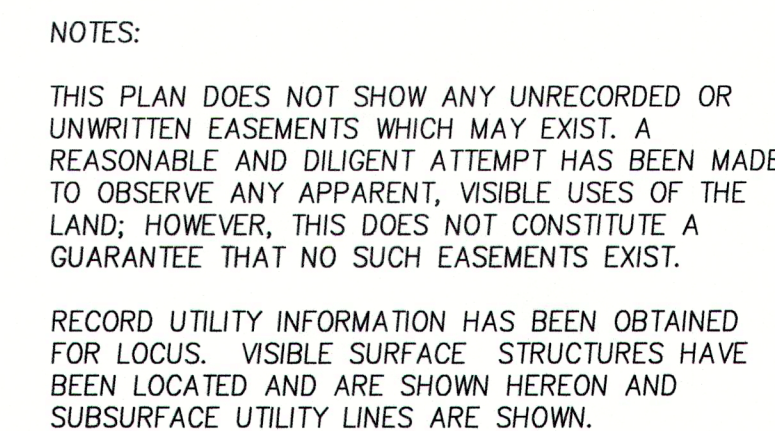 NOTES:
THIS PLAN DOES NOT SHOW ANY UNRECORDED OR
UNWRITTEN EASEMENTS WHICH MAY EXIST. A
REASONABLE AND DILIGENT ATTEMPT HAS BEEN MADE
TO OBSERVE ANY APPARENT, VISIBLE USES OF THE
LAND; HOWEVER, THIS DOES NOT CONSTITUTE A
GUARANTEE THAT NO SUCH EASEMENTS EXIST.
RECORD UTILITY INFORMATION HAS BEEN OBTAINED
FOR LOCUS. VISIBLE SURFACE STRUCTURES HAVE
BEEN LOCATED AND ARE SHOWN HEREON AND
SUBSURFACE UTILITY LINES ARE SHOWN.